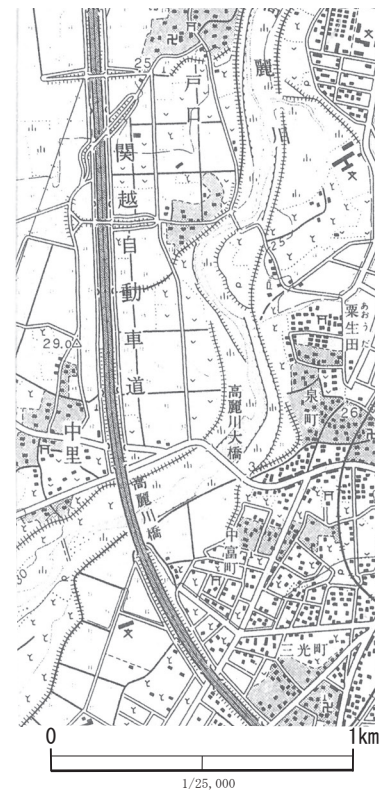 25
戸口
高麗川
関越自動車道
25
29.0
粟生田
あおうだ
高麗川大橋
泉町
26
中里
高麗川橋
中富町
30
三光町
0 1km
1/25,000